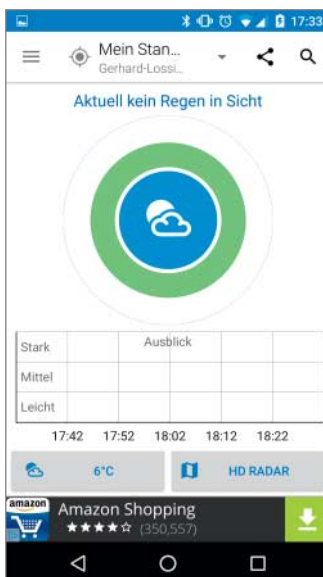 17:33
Mein Stan...
Gerhard-Lossi...
Aktuell kein Regen in Sicht
Ausblick
Stark
Mittel
Leicht
17:42 17:52 18:02 18:12 18:22
6°C HD RADAR
amazon
Amazon Shopping
(350,557)